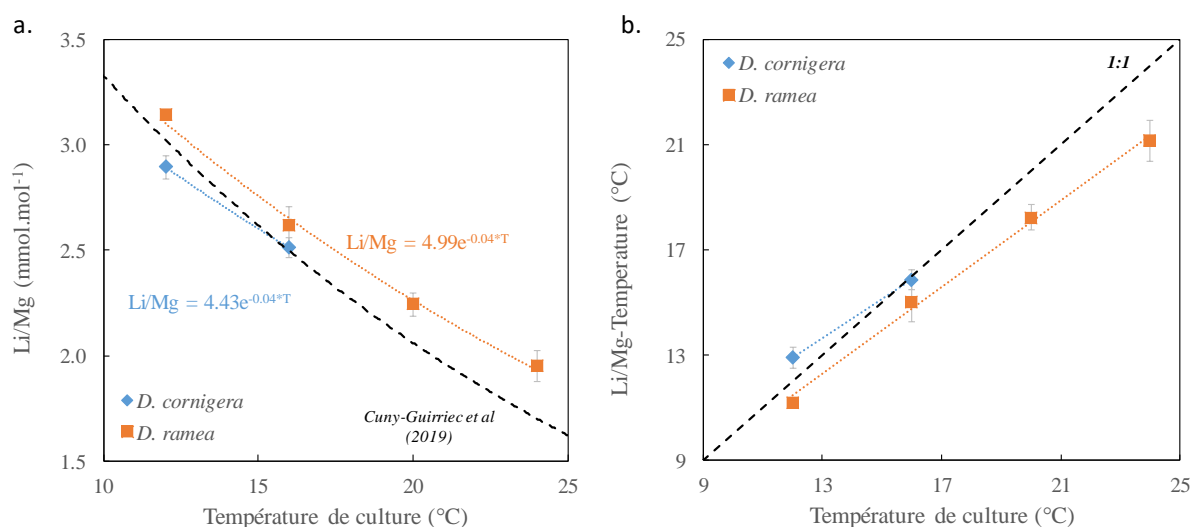 a.
Li/Mg (mmol.mol-1)
3.5
3.0
2.5
2.0
1.5
10
15
20
25
Température de culture (°C)
Li/Mg = 4.99e-0.04*T
Li/Mg = 4.43e-0.04*T
D. cornigera
D. ramea
Cuny-Guirriec et al
(2019)
b.
Li/Mg-Temperature (°C)
25
21
17
13
9
9
13
17
21
25
Température de culture (°C)
D. cornigera
D. ramea
1:1